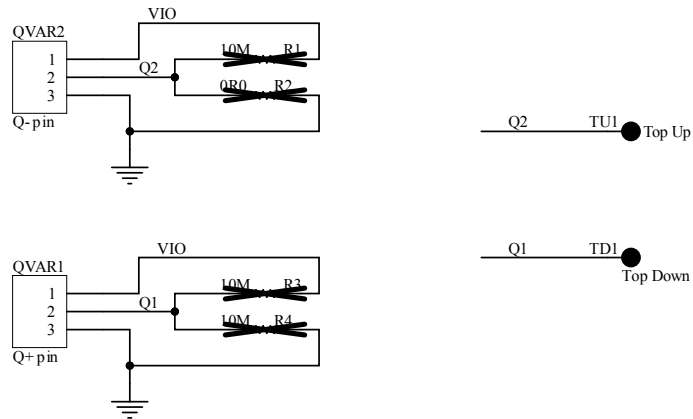 VIO
QVAR2
10M R1
1
Q2
2
0R0 R2
3
Q- pin
Q2 TU1
Top Up
VIO
QVAR1
10M R3
1
Q1
2
10M R4
3
Q+ pin
Q1 TD1
Top Down